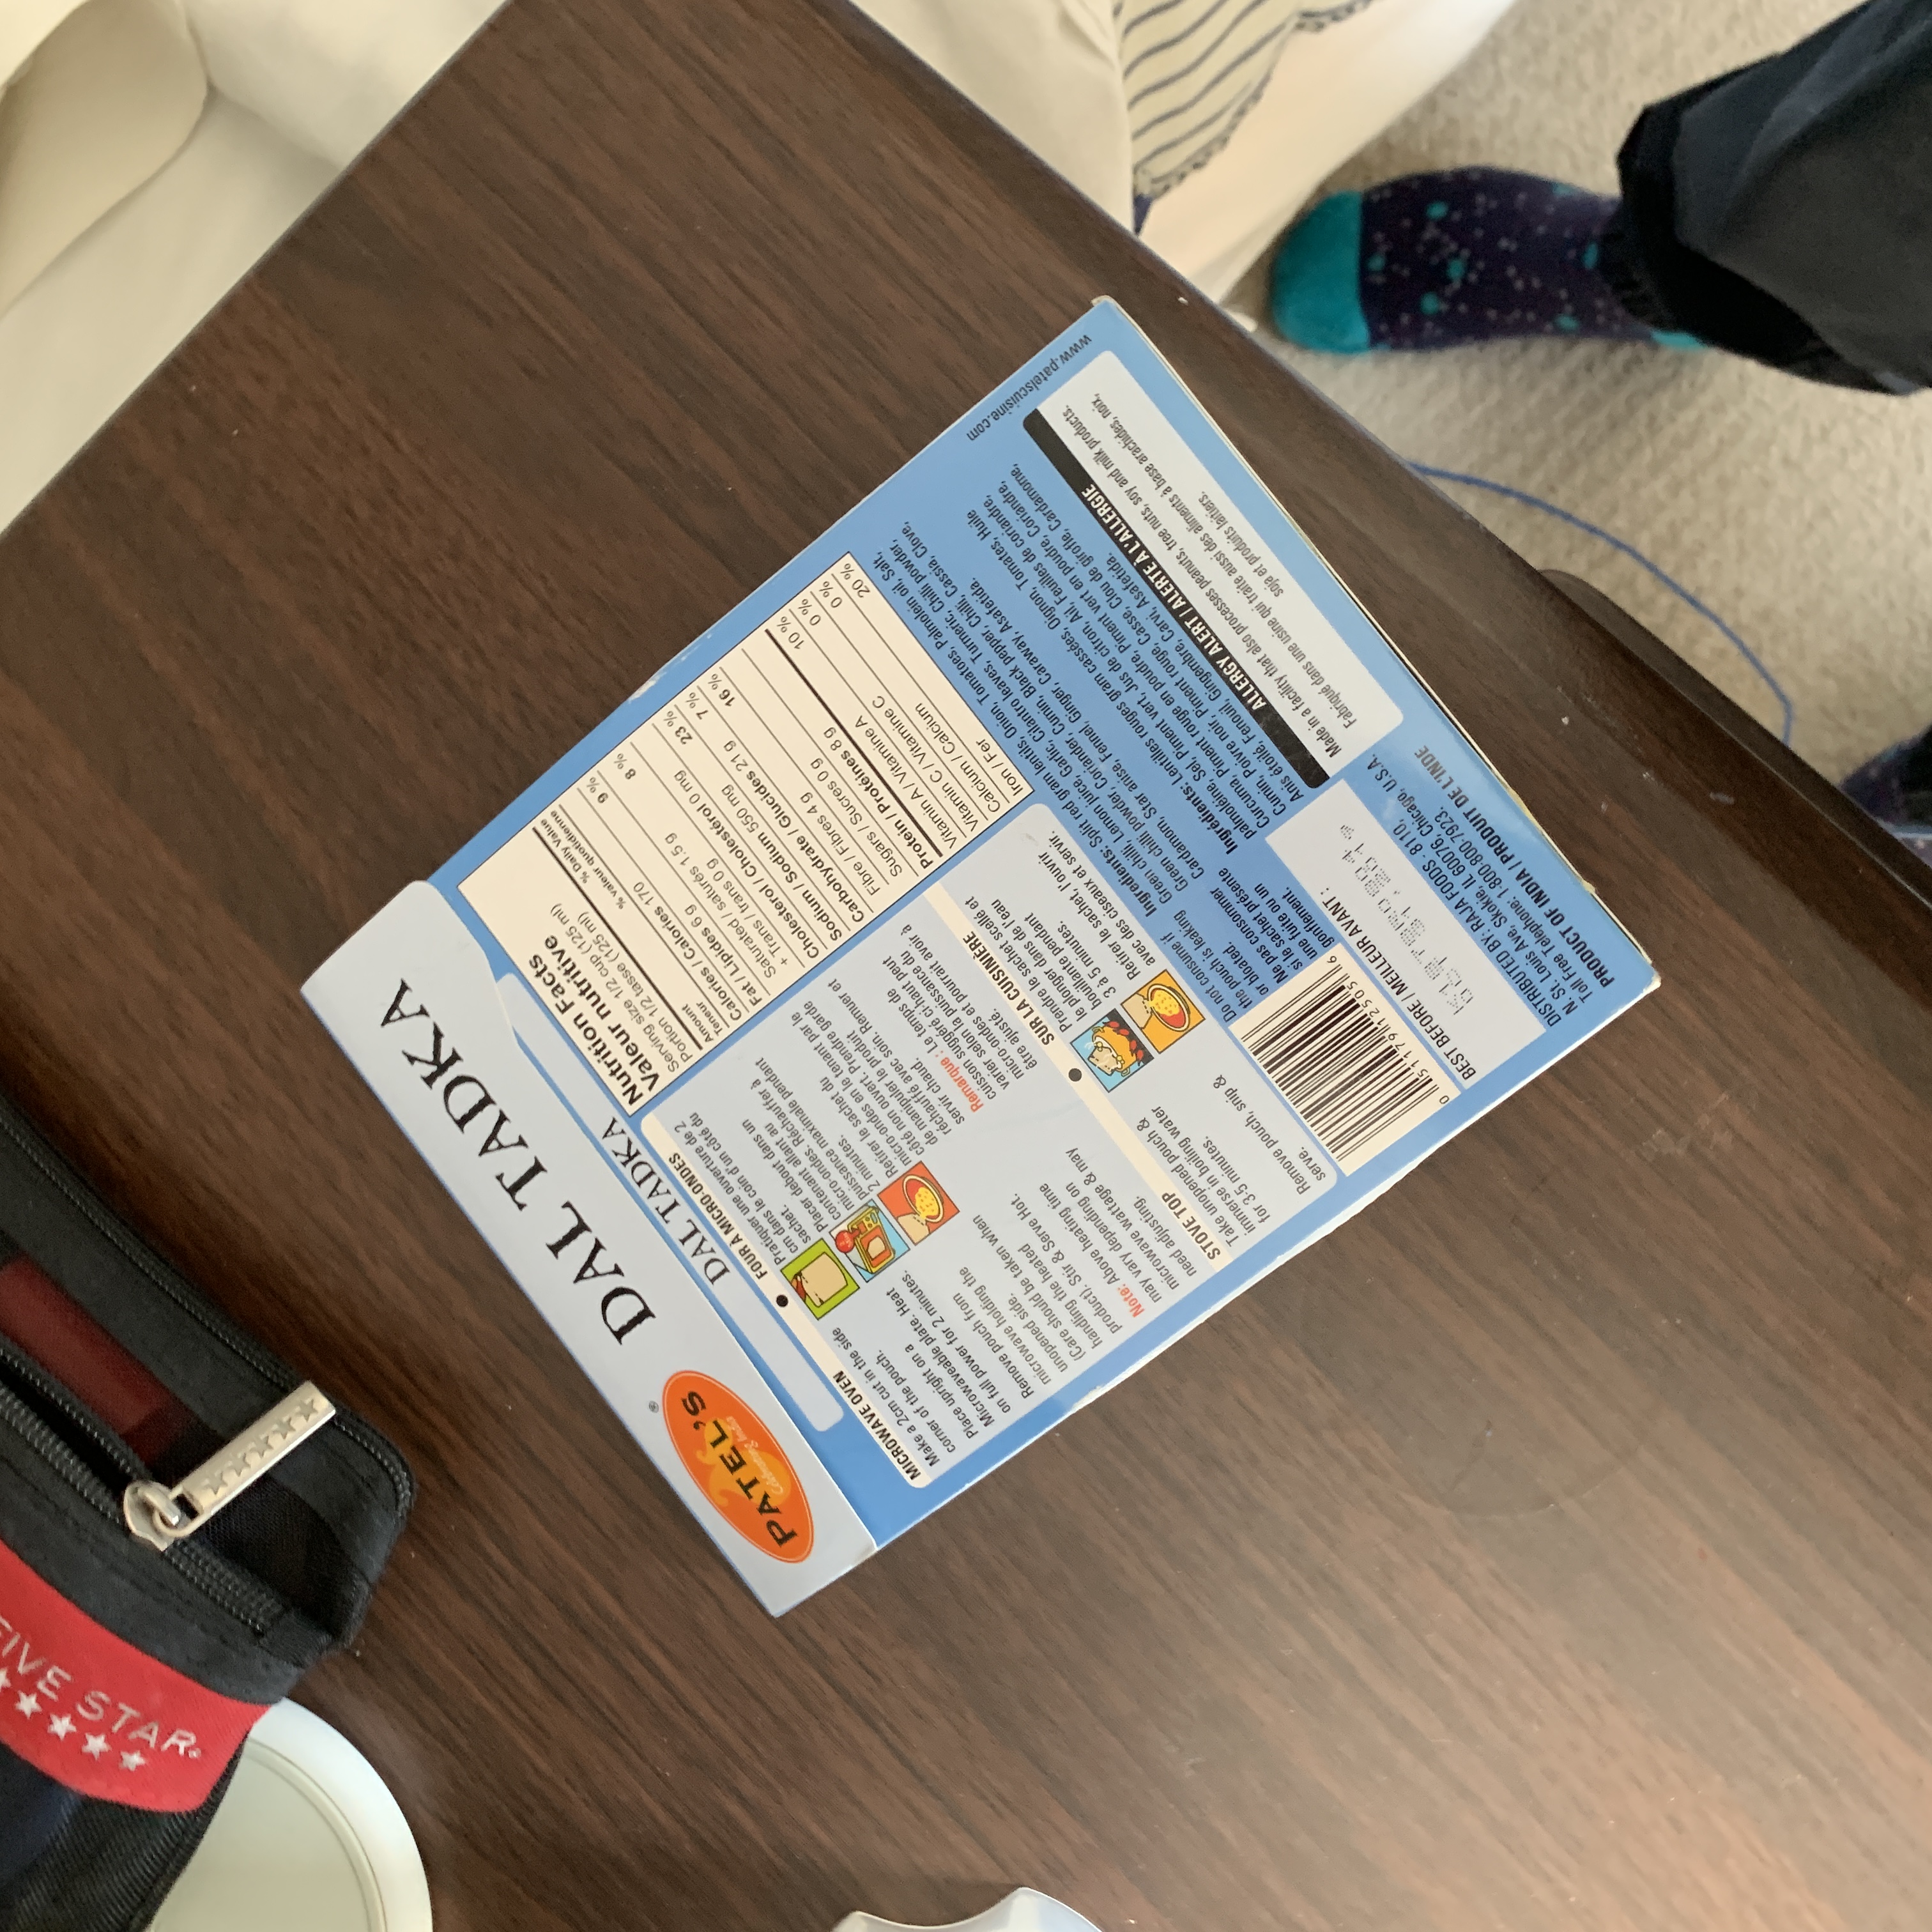 FIVE STAR
PATEL'S
Celebrating India
®
DAL TADKA
DAL TADKA
MICROWAVE OVEN
Make a 2cm cut in the side
corner of the pouch.
Place upright on a
Microwaveable plate. Heat
on full power for 2 minutes.
Remove pouch from
microwave holding the
unopened side.
(Care should be taken when
handling the heated
product). Stir & Serve Hot.
Note: Above heating time
may vary depending on
microwave wattage & may
need adjusting.
STOVE TOP
Take unopened pouch &
immerse in boiling water
for 3-5 minutes.
Remove pouch, snip &
serve.
FOUR À MICRO-ONDES
Pratiquer une ouverture de 2
cm dans le coin d'un côté du
sachet.
Placer debout dans un
contenant allant au
micro-ondes. Réchauffer à
puissance maximale pendant
2 minutes.
Retirer le sachet du
micro-ondes en le tenant par le
côté non ouvert. Prendre garde
de manipuler le produit
réchauffé avec soin. Remuer et
servir chaud.
Remarque : Le temps de
cuisson suggéré ci-haut peut
varier selon la puissance du
micro-ondes et pourrait avoir à
être ajusté.
SUR LA CUISINIÈRE
Prendre le sachet scellé et
le plonger dans de l'eau
bouillante pendant
3 à 5 minutes.
Retirer le sachet, l'ouvrir
avec des ciseaux et servir.
Nutrition Facts
Valeur nutritive
Serving size 1/2 cup (125 ml)
Portion 1/2 tasse (125 ml)
Amount % Daily Value
Teneur % valeur quotidienne
Calories / Calories 170
Fat / Lipides 6 g 9 %
Saturated / saturés 1.5 g 8 %
+ Trans / trans 0 g
Cholesterol / Cholestérol 0 mg
Sodium / Sodium 550 mg 23 %
Carbohydrate / Glucides 21 g 7 %
Fibre / Fibres 4 g 16 %
Sugars / Sucres 0 g
Protein / Protéines 8 g
Vitamin A / Vitamine A 10 %
Vitamin C / Vitamine C 0 %
Calcium / Calcium 0 %
Iron / Fer 20 %
Ingredients: Split red gram lentils, Onion, Tomatoes, Palmolein oil, Salt,
Green chilli, Lemon juice, Garlic, Cilantro leaves, Turmeric, Chilli powder,
Green chilli powder, Coriander, Cumin, Black pepper, Chilli, Cassia, Clove,
Cardamom, Star anise, Fennel, Ginger, Caraway, Asafetida.
Ingrédients: Lentilles rouges gram cassées, Oignon, Tomates, Huile
palmoléine, Sel, Piment vert, Jus de citron, Ail, Feuilles de coriandre,
Curcuma, Piment rouge en poudre, Piment vert en poudre, Coriandre,
Cumin, Poivre noir, Piment rouge, Casse, Clou de girofle, Cardamome,
Anis étoilé, Fenouil, Gingembre, Carvi, Asafetida.
ALLERGY ALERT / ALERTE À L'ALLERGIE
Made in a facility that also processes peanuts, tree nuts, soy and milk products.
Fabriqué dans une usine qui traite aussi des aliments à base arachides, noix,
soja et produits laitiers.
www.patelscuisine.com
Do not consume if
the pouch is leaking
or bloated.
Ne pas consommer
si le sachet présente
une fuite ou un
gonflement.
0 51179 12505 6
BEST BEFORE / MEILLEUR AVANT :
DISTRIBUTED BY: RAJA FOODS - 8110,
N. St. Louis Ave, Skokie, IL 60076, Chicago, U.S.A.
Toll Free Telephone: 1-800-800-7923.
PRODUCT OF INDIA / PRODUIT DE L'INDE